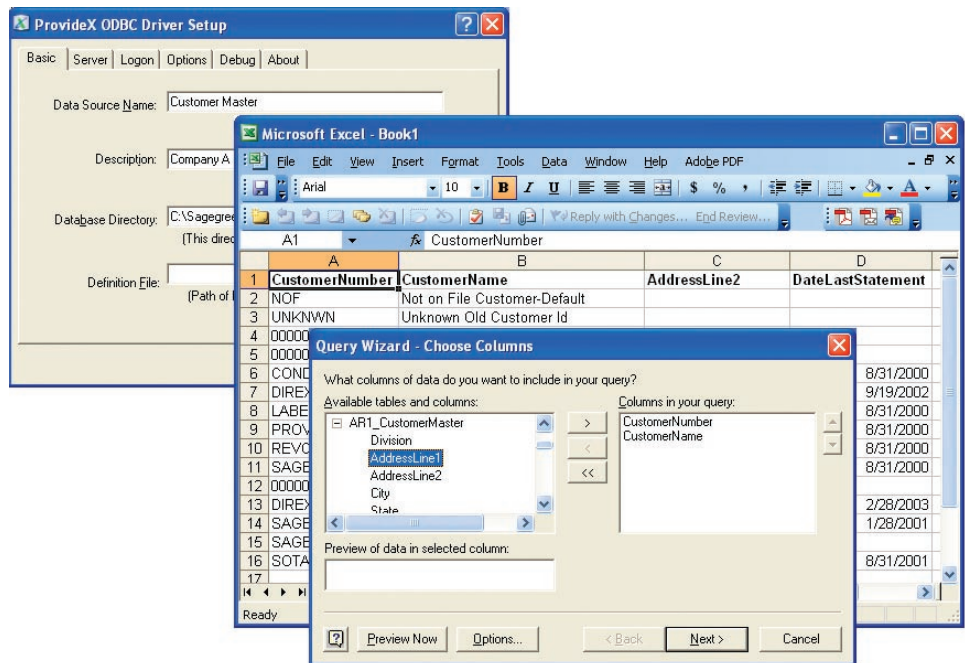 ProvideX ODBC Driver Setup
Basic Server Logon Options Debug About
Data Source Name: Customer Master
Description: Company A
Database Directory: C:\Sagegree
(This direc
Definition File:
(Path of
Microsoft Excel - Book1
File Edit View Insert Format Tools Data Window Help Adobe PDF
Arial 10 B I U $ % , A
Reply with Changes... End Review...
A1 fx CustomerNumber
A B C D
1 CustomerNumber CustomerName AddressLine2 DateLastStatement
2 NOF Not on File Customer-Default
3 UNKNWN Unknown Old Customer Id
4 00000
5 00000
6 COND 8/31/2000
7 DIREX 9/19/2002
8 LABE 8/31/2000
9 PROV 8/31/2000
10 REVO 8/31/2000
11 SAGE 8/31/2000
12 00000
13 DIREX 2/28/2003
14 SAGE 1/28/2001
15 SAGE
16 SOTA 8/31/2001
17
Ready
Query Wizard - Choose Columns
What columns of data do you want to include in your query?
Available tables and columns:
AR1_CustomerMaster
Division
AddressLine1
AddressLine2
City
State
>
<
<<
Columns in your query:
CustomerNumber
CustomerName
Preview of data in selected column:
Preview Now Options... < Back Next > Cancel